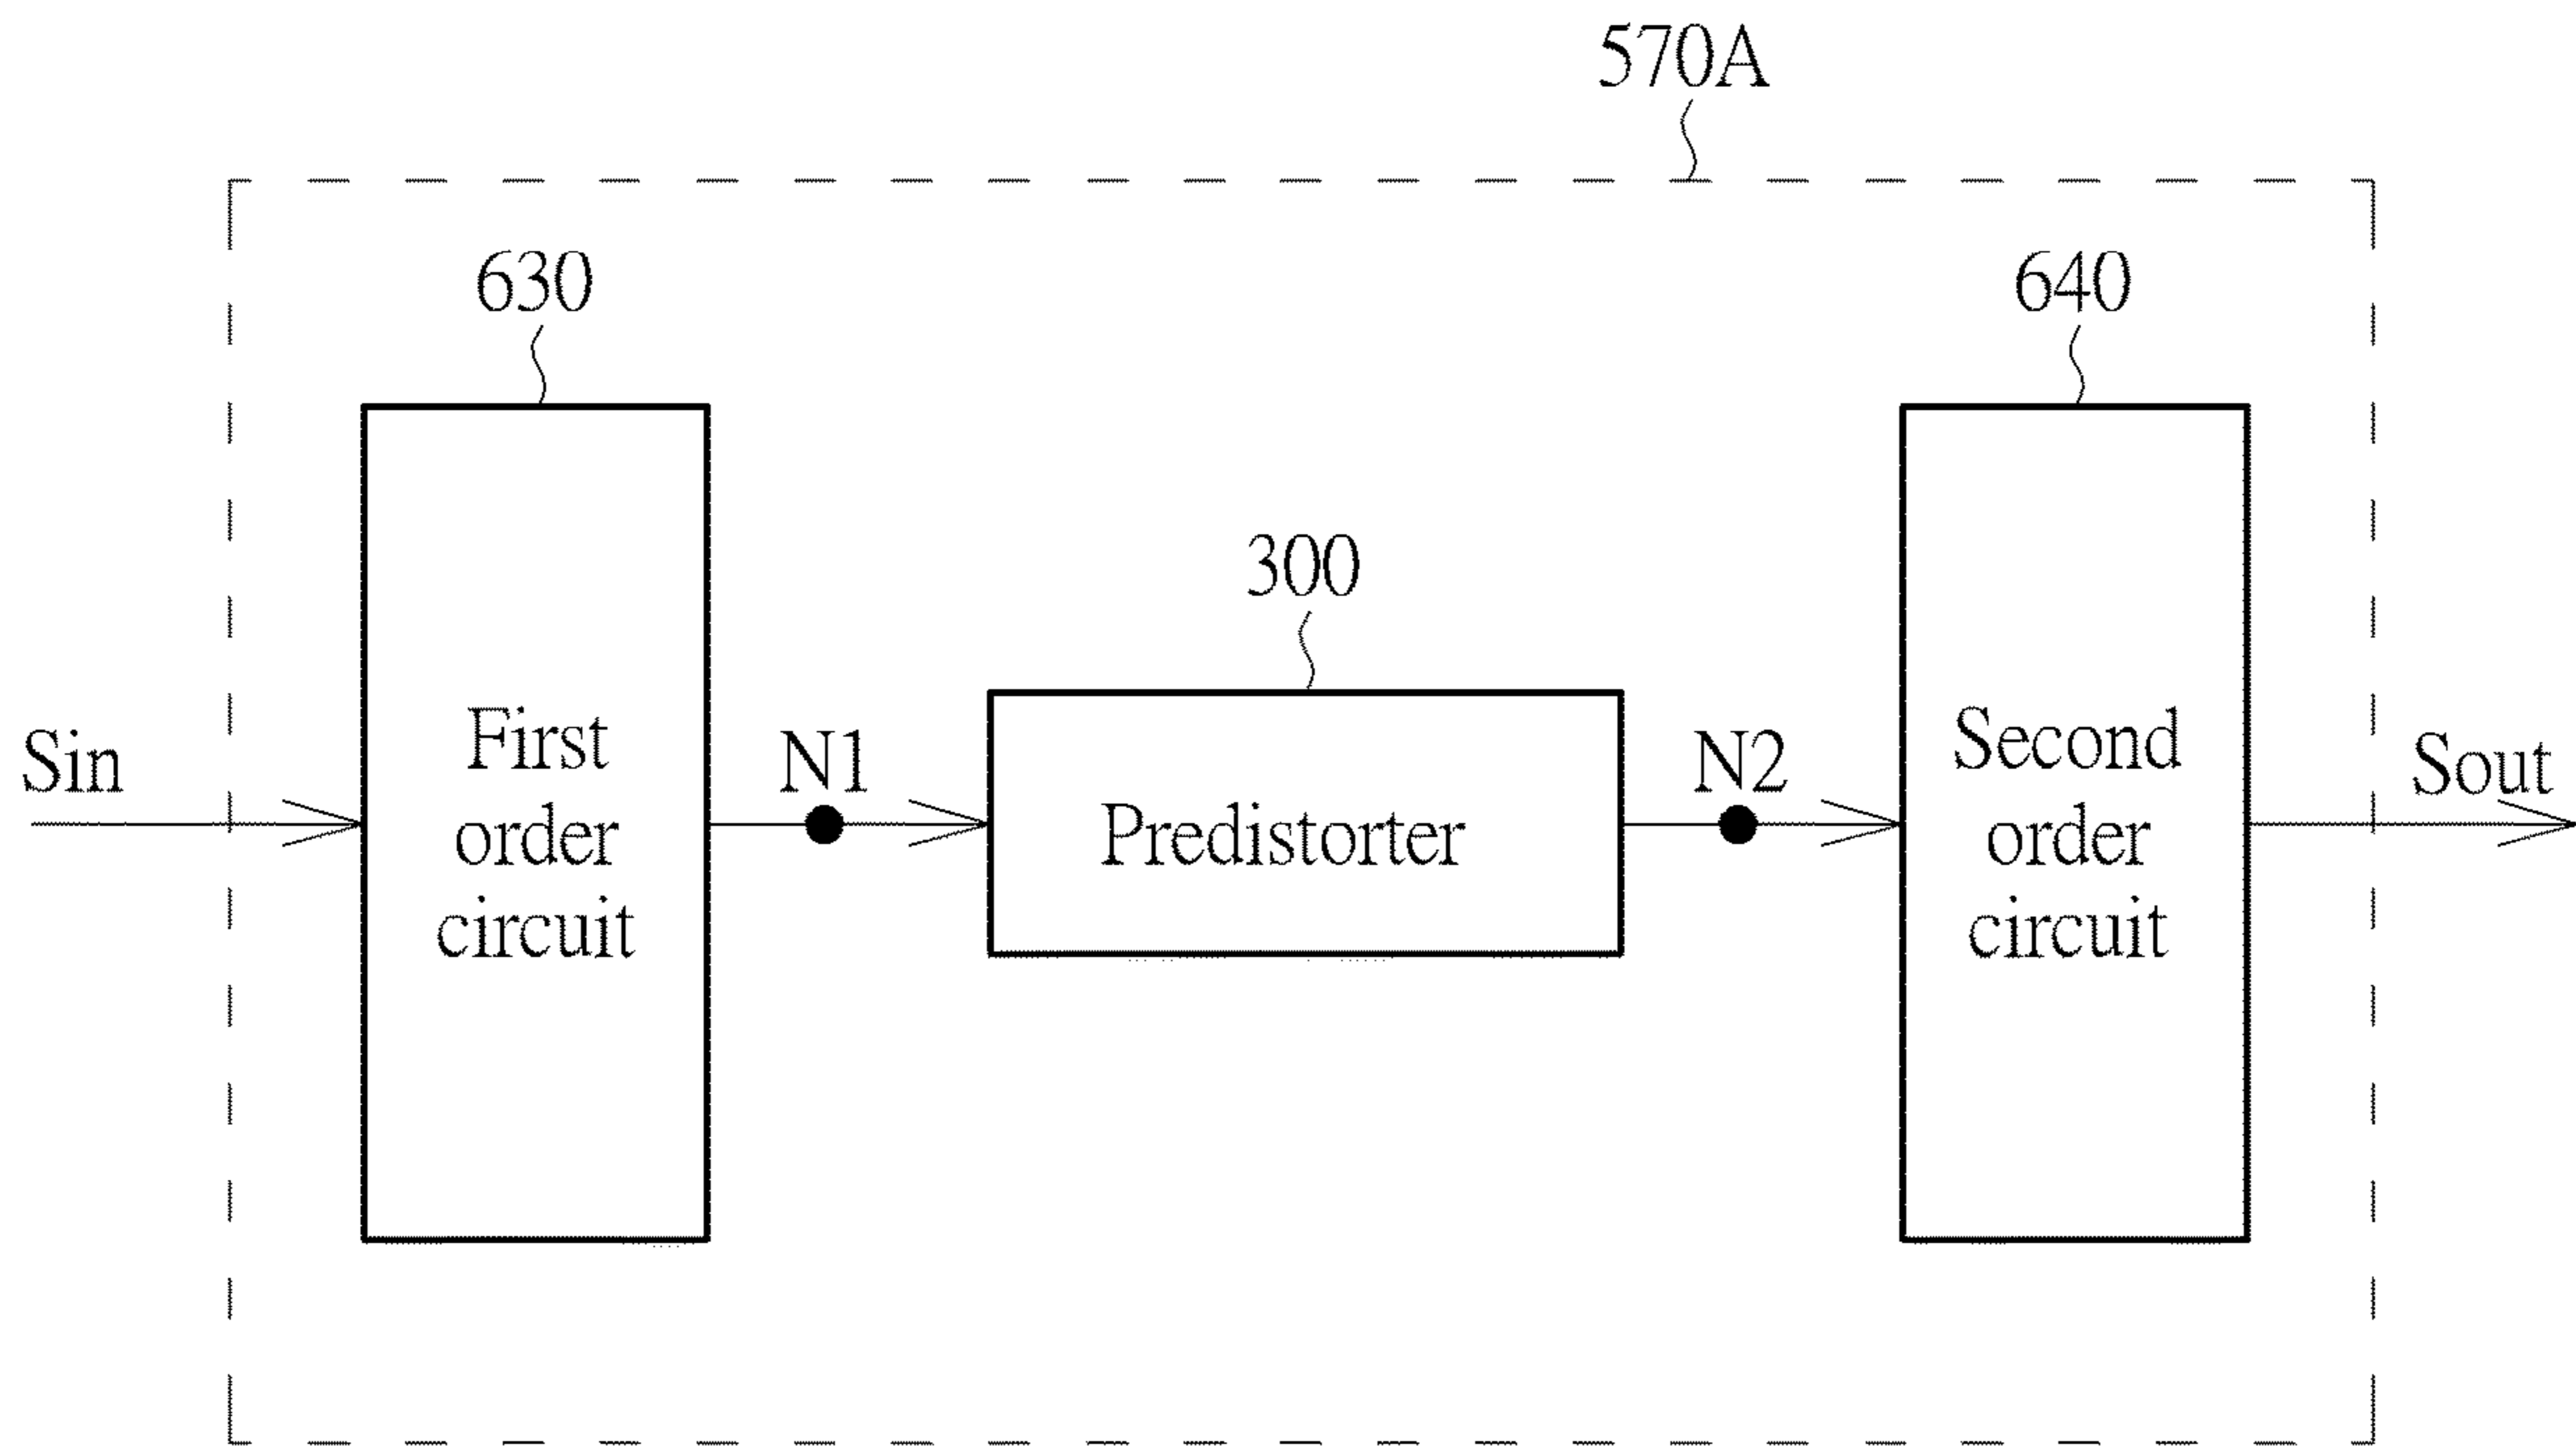 570A
630
640
300
Sin
First
order
circuit
N1
Predistorter
N2
Second
order
circuit
Sout